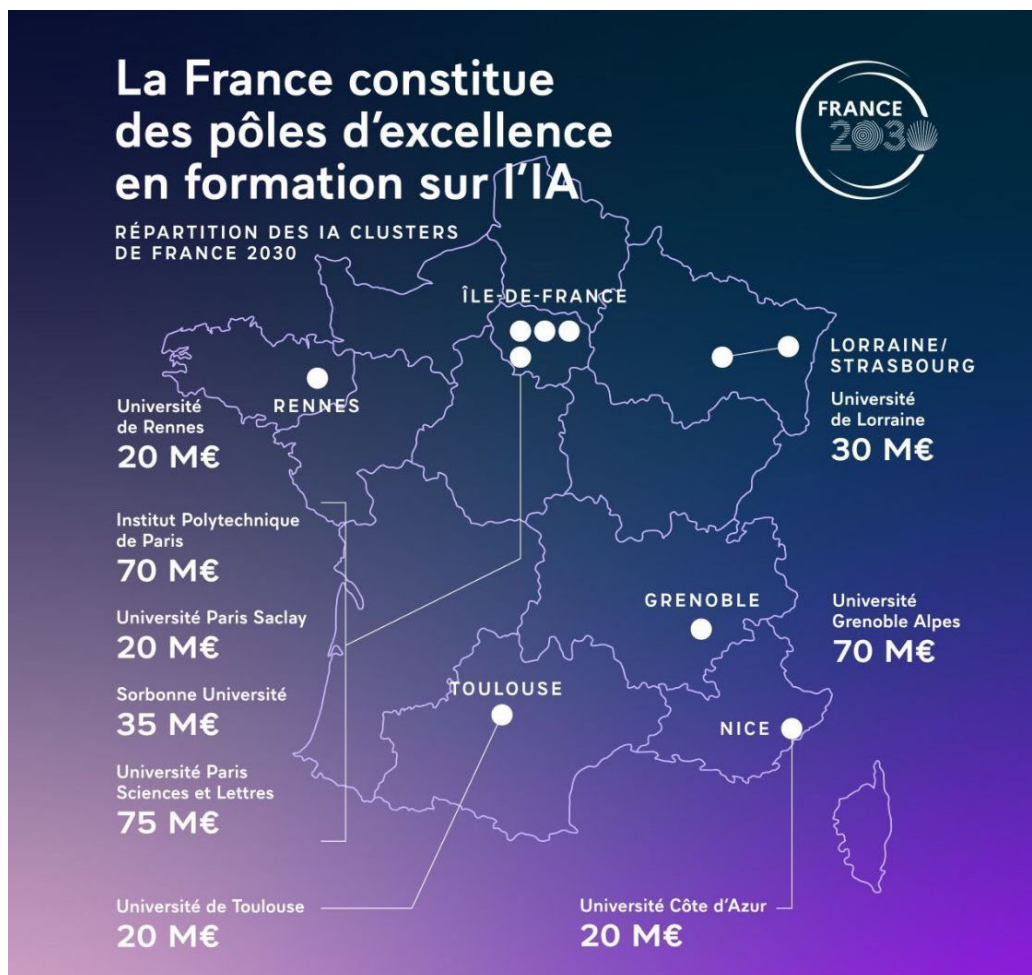 La France constitue
des pôles d'excellence
en formation sur l'IA
RÉPARTITION DES IA CLUSTERS
DE FRANCE 2030
FRANCE
2030
ÎLE-DE-FRANCE
LORRAINE/
STRASBOURG
Université
de Lorraine
30 M€
RENNES
Université
de Rennes
20 M€
Institut Polytechnique
de Paris
70 M€
Université Paris Saclay
20 M€
Sorbonne Université
35 M€
Université Paris
Sciences et Lettres
75 M€
GRENOBLE
Université
Grenoble Alpes
70 M€
TOULOUSE
NICE
Université de Toulouse
20 M€
Université Côte d'Azur
20 M€